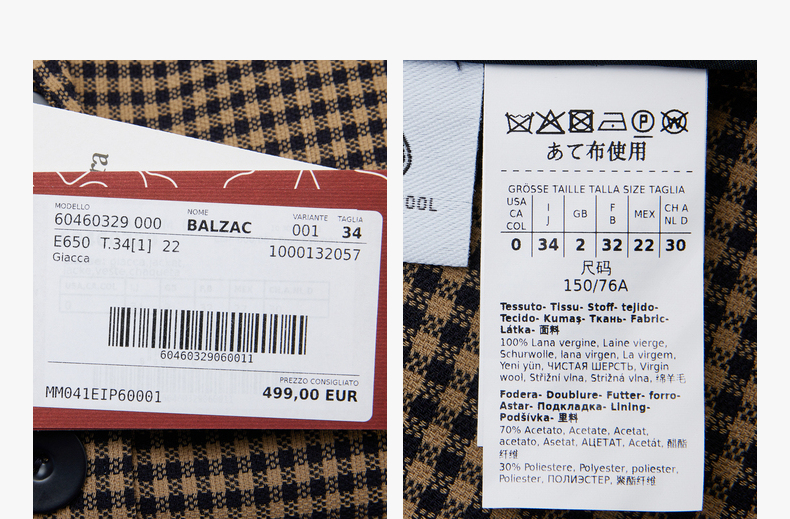 ra
MODELLO
60460329 000
NOME
BALZAC
VARIANTE
001
TAGLIA
34
E650 T.34[1] 22
1000132057
Giacca
60460329060011
PREZZO CONSIGLIATO
MM041EIP60001
499,00 EUR
OOL
P
W
あて布使用
GRÖSSE TAILLE TALLA SIZE TAGLIA
USA CA COL
I J
GB
F B
MEX
CH A NL D
0 34 2 32 22 30
尺码
150/76A
Tessuto- Tissu- Stoff- tejido-
Tecido- Kumaş- Ткань- Fabric-
Látka- 面料
100% Lana vergine, Laine vierge,
Schurwolle, lana virgen, La virgem,
Yeni yün, ЧИСТАЯ ШЕРСТЬ, Virgin
wool, Střižní vlna, Strižná vlna, 绵羊毛
Fodera- Doublure- Futter- forro-
Astar- Подкладка- Lining-
Podšívka- 里料
70% Acetato, Acetate, Acetat,
acetato, Asetat, АЦЕТАТ, Acetát, 醋酯
纤维
30% Poliestere, Polyester, poliester,
Poliester, ПОЛИЭСТЕР, 聚酯纤维